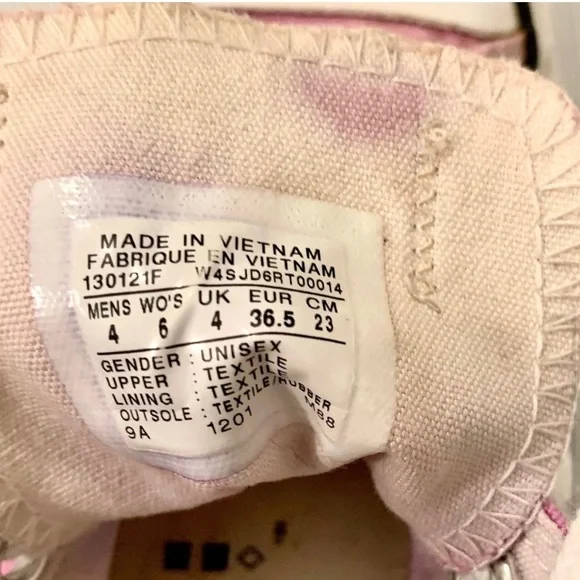 MADE IN VIETNAM
FABRIQUE EN VIETNAM
130121F W4SJD6RT00014
MENS WO'S UK EUR CM
4 6 4 36.5 23
GENDER : UNISEX
UPPER : TEXTILE
LINING : TEXTILE
OUTSOLE : TEXTILE/RUBBER
9A 1201 M88